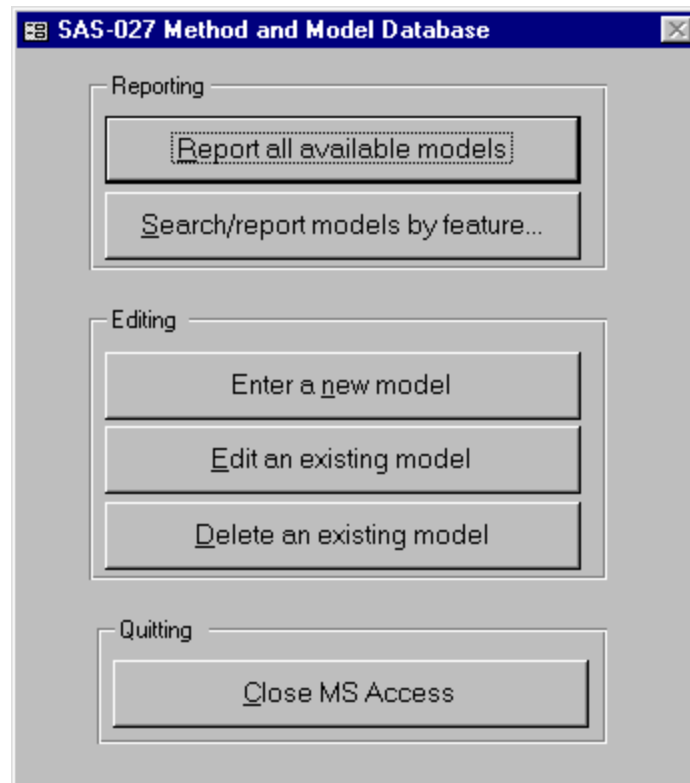 SAS-027 Method and Model Database
Reporting
Report all available models
Search/report models by feature...
Editing
Enter a new model
Edit an existing model
Delete an existing model
Quitting
Close MS Access